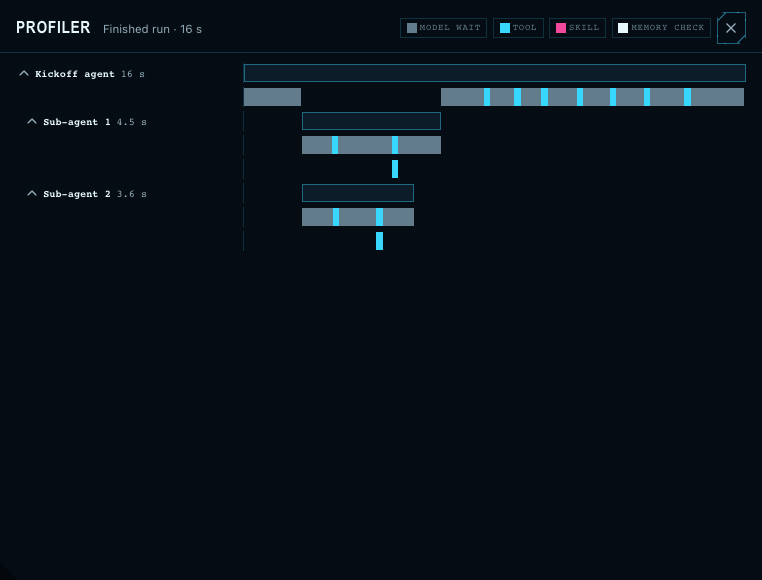 PROFILER Finished run · 16 s MODEL WAIT TOOL SKILL MEMORY CHECK
Kickoff agent 16 s
Sub-agent 1 4.5 s
Sub-agent 2 3.6 s